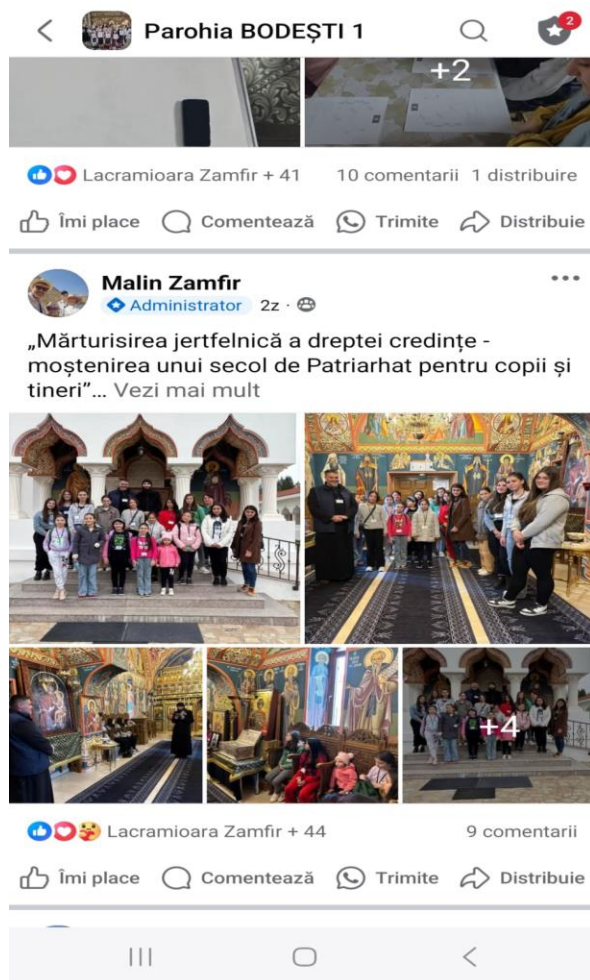 Parohia BODEȘTI 1
2
+2
Lacramioara Zamfir + 41 10 comentarii 1 distribuire
Îmi place Comentează Trimite Distribuie
Malin Zamfir
Administrator 2z ·
„Mărturisirea jertfelnică a dreptei credințe -
moștenirea unui secol de Patriarhat pentru copii și
tineri”... Vezi mai mult
+4
Lacramioara Zamfir + 44 9 comentarii
Îmi place Comentează Trimite Distribuie